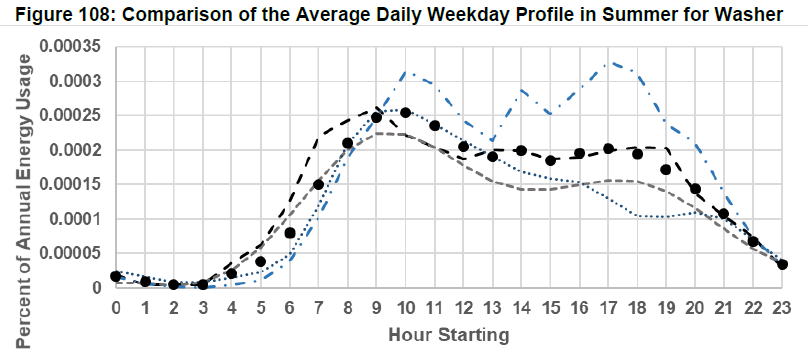 Figure 108: Comparison of the Average Daily Weekday Profile in Summer for Washer
Percent of Annual Energy Usage
0.00035
0.0003
0.00025
0.0002
0.00015
0.0001
0.00005
0
0 1 2 3 4 5 6 7 8 9 10 11 12 13 14 15 16 17 18 19 20 21 22 23
Hour Starting